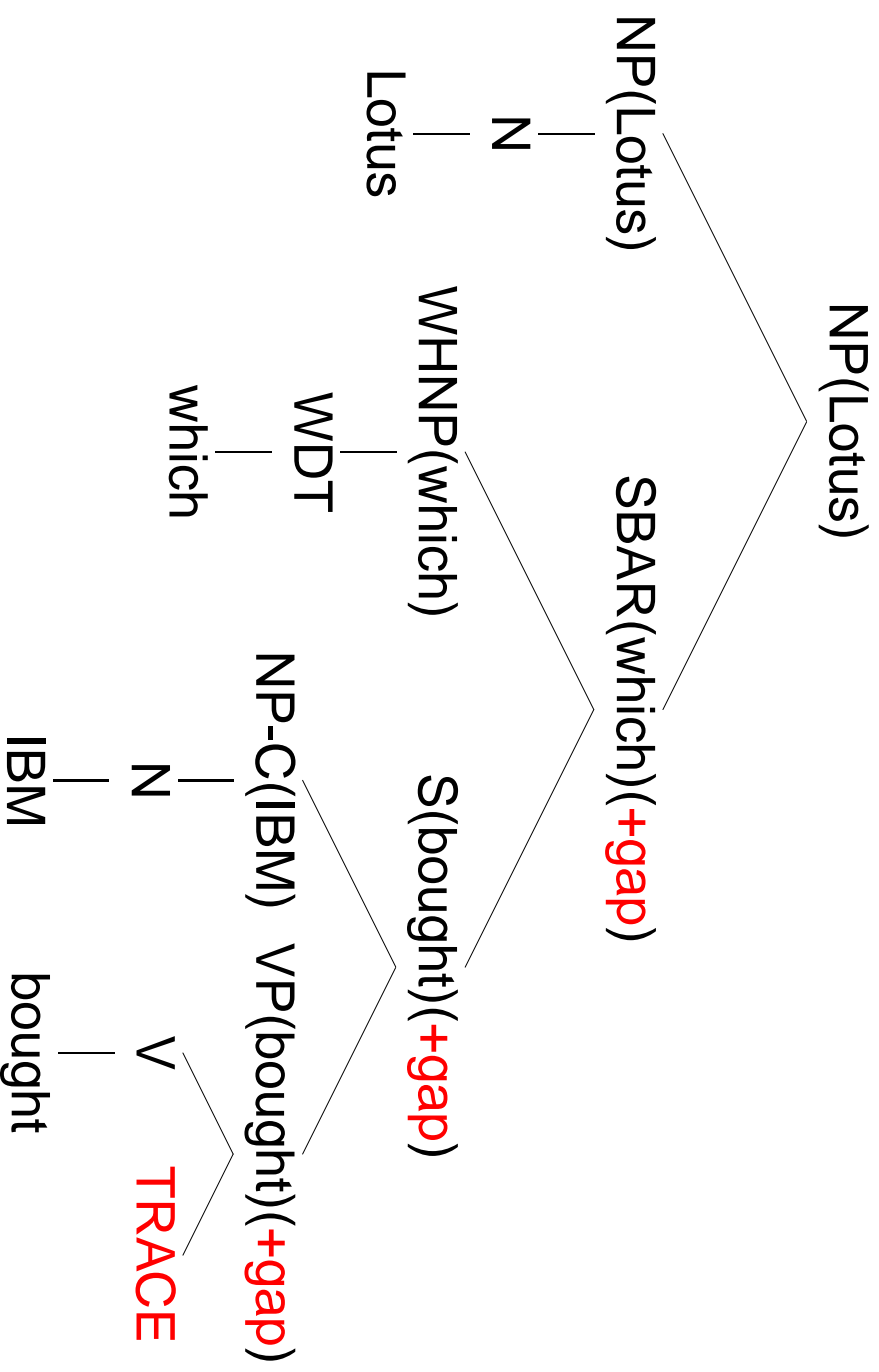 NP(Lotus)
NP(Lotus) SBAR(which)(+gap)
N
Lotus
WHNP(which) S(bought)(+gap)
WDT
which
NP-C(IBM) VP(bought)(+gap)
N V TRACE
IBM bought